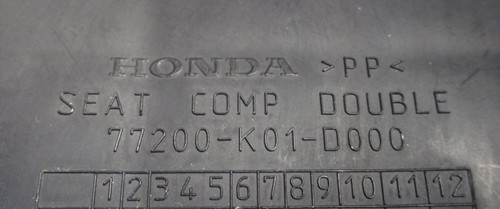 HONDA >PP<
SEAT COMP DOUBLE
77200-K01-D000
1 2 3 4 5 6 7 8 9 10 11 12